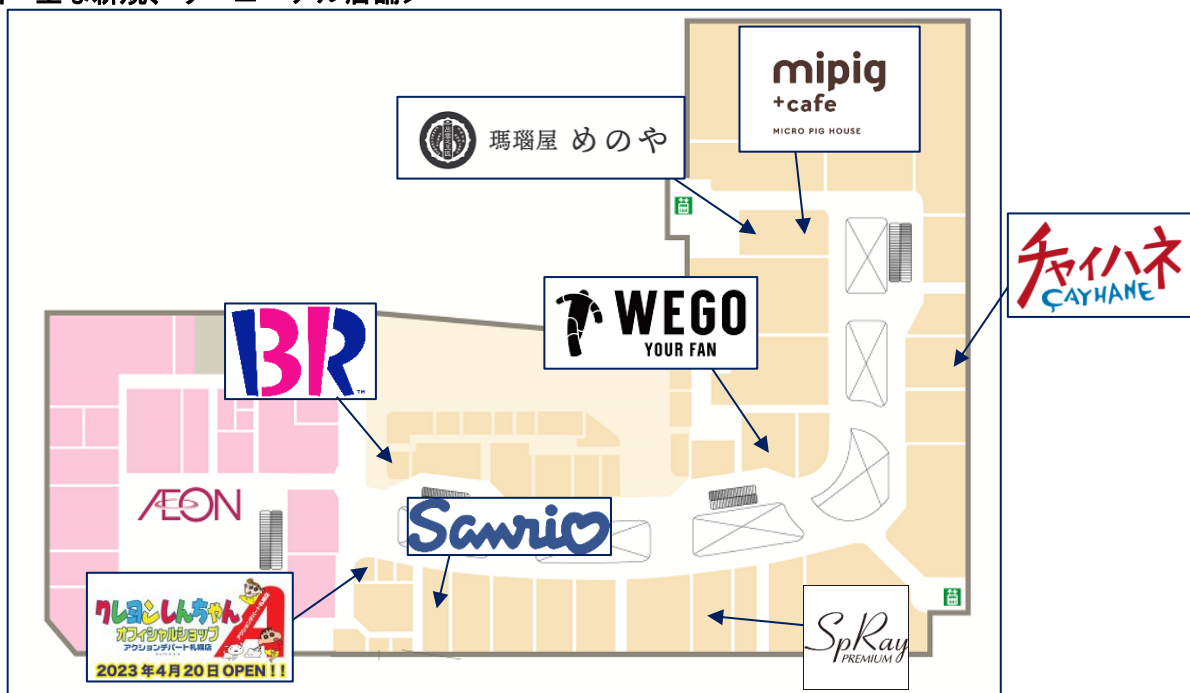 mipig
+cafe
MICRO PIG HOUSE
瑪瑙屋 めのや
チャイハネ
ÇAYHANE
WEGO
YOUR FAN
BR™
ÆON
Sanrio
クレヨンしんちゃん
オフィシャルショップ
アクションデパート札幌店
2023年4月20日OPEN!!
SpRay
PREMIUM